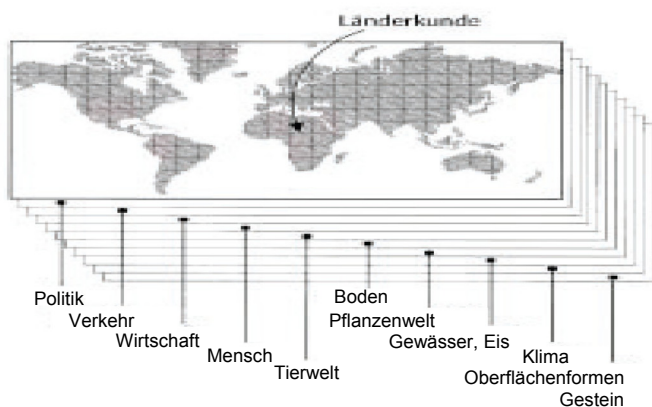 Länderkunde
Politik
Verkehr
Wirtschaft
Mensch
Tierwelt
Boden
Pflanzenwelt
Gewässer, Eis
Klima
Oberflächenformen
Gestein